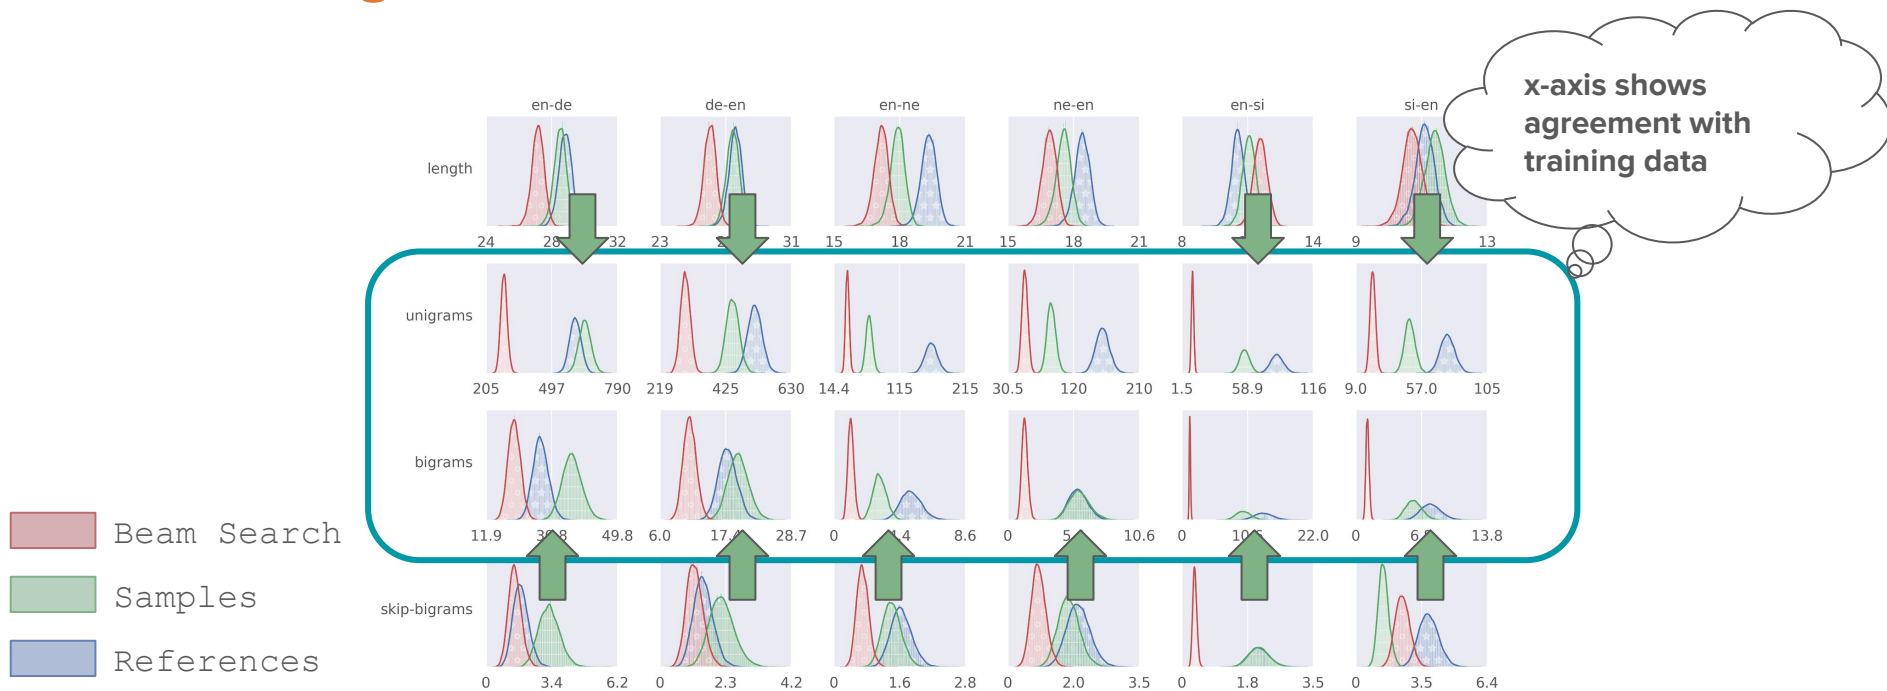 x-axis shows
agreement with
training data
en-de de-en en-ne ne-en en-si si-en
length
24 28 32 23 31 15 18 21 15 18 21 8 14 9 13
unigrams
205 497 790 219 425 630 14.4 115 215 30.5 120 210 1.5 58.9 116 9.0 57.0 105
bigrams
11.9 49.8 6.0 28.7 0 8.6 0 10.6 0 22.0 0 13.8
skip-bigrams
0 3.4 6.2 0 2.3 4.2 0 1.6 2.8 0 2.0 3.5 0 1.8 3.5 0 3.5 6.4
Beam Search
Samples
References